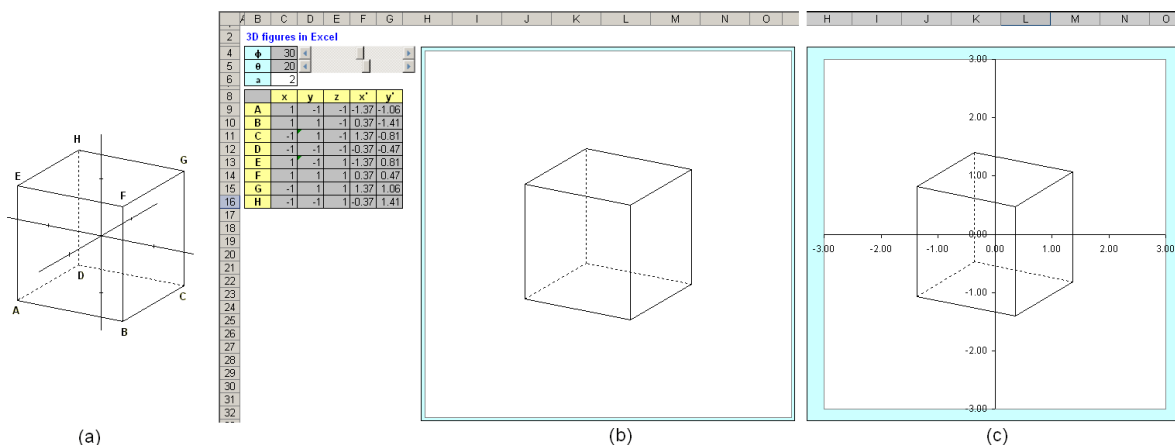 H
G
E
F
D
A
C
B
(a)
A B C D E F G H I J K L M N O
2 3D figures in Excel
4 ϕ 30
5 θ 20
6 a 2
8 x y z x' y'
9 A 1 -1 -1 -1.37 -1.06
10 B 1 1 -1 0.37 -1.41
11 C -1 1 -1 1.37 -0.81
12 D -1 -1 -1 -0.37 -0.47
13 E 1 -1 1 -1.37 0.81
14 F 1 1 1 0.37 0.47
15 G -1 1 1 1.37 1.06
16 H -1 -1 1 -0.37 1.41
17
18
19
20
21
22
23
24
25
26
27
28
29
30
31
32
(b)
H I J K L M N O
3.00
2.00
1.00
0.00
-3.00 -2.00 -1.00 0.00 1.00 2.00 3.00
-1.00
-2.00
-3.00
(c)